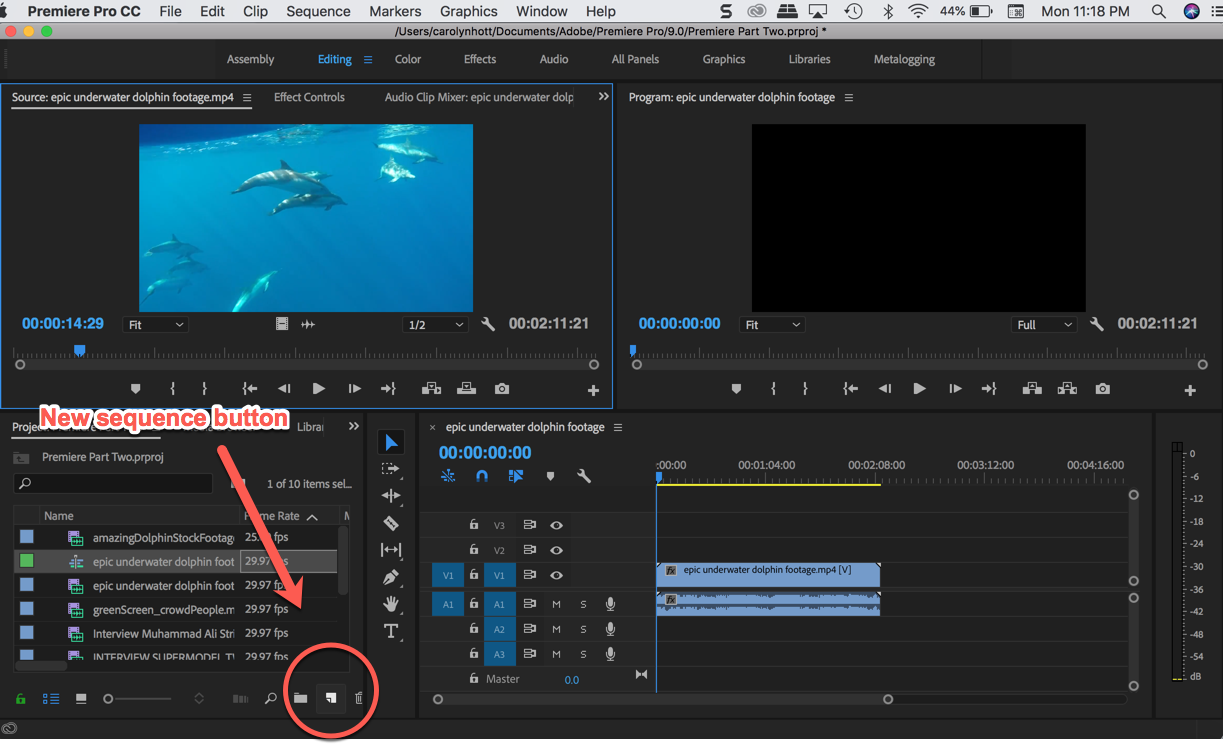 Premiere Pro CC File Edit Clip Sequence Markers Graphics Window Help 44% Mon 11:18 PM
/Users/carolynhott/Documents/Adobe/Premiere Pro/9.0/Premiere Part Two.prproj *
Assembly Editing Color Effects Audio All Panels Graphics Libraries Metalogging
Source: epic underwater dolphin footage.mp4 Effect Controls Audio Clip Mixer: epic underwater dolp
Program: epic underwater dolphin footage
00:00:14:29 Fit 1/2 00:02:11:21
00:00:00:00 Fit Full 00:02:11:21
New sequence button
Projec Librar
Premiere Part Two.prproj
1 of 10 items sel...
Name Frame Rate M
amazingDolphinStockFootage 25.00 fps
epic underwater dolphin foot 29.97 fps
epic underwater dolphin foot 29.97 fps
greenScreen_crowdPeople.m 29.97 fps
Interview Muhammad Ali Stri 29.97 fps
INTERVIEW SUPERMODEL TY 29.97 fps
T
× epic underwater dolphin footage
00:00:00:00
:00:00 00:01:04:00 00:02:08:00 00:03:12:00 00:04:16:00
V3
V2
V1 V1 fx epic underwater dolphin footage.mp4 [V]
A1 A1 M S fx
A2 M S
A3 M S
Master 0.0
0
-6
-12
-18
-24
-30
-36
-42
-48
-54
dB